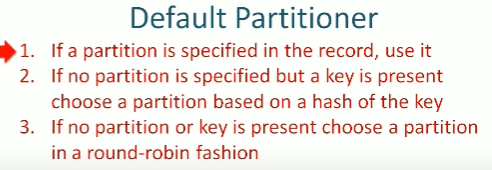 Default Partitioner
1. If a partition is specified in the record, use it
2. If no partition is specified but a key is present
choose a partition based on a hash of the key
3. If no partition or key is present choose a partition
in a round-robin fashion